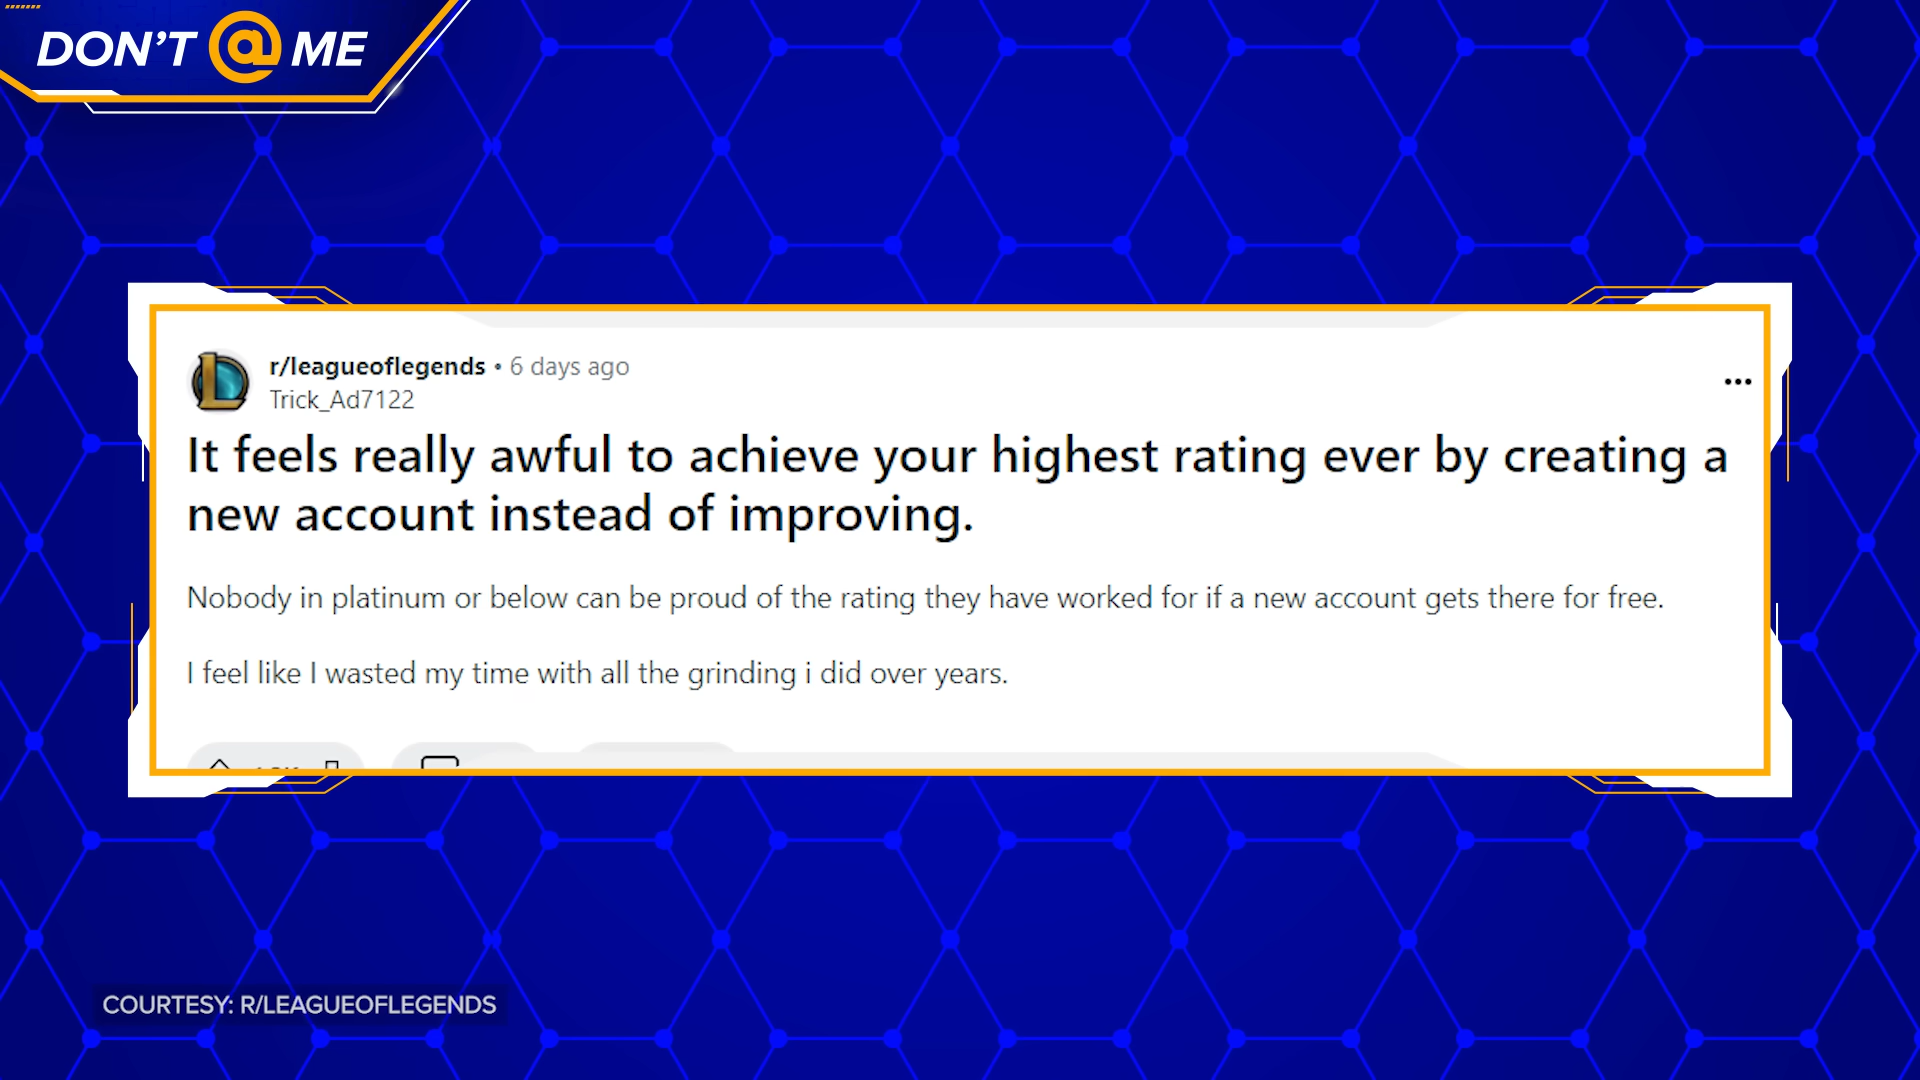 DON'T @ ME
r/leagueoflegends • 6 days ago
Trick_Ad7122
It feels really awful to achieve your highest rating ever by creating a
new account instead of improving.
Nobody in platinum or below can be proud of the rating they have worked for if a new account gets there for free.
I feel like I wasted my time with all the grinding i did over years.
COURTESY: R/LEAGUEOFLEGENDS